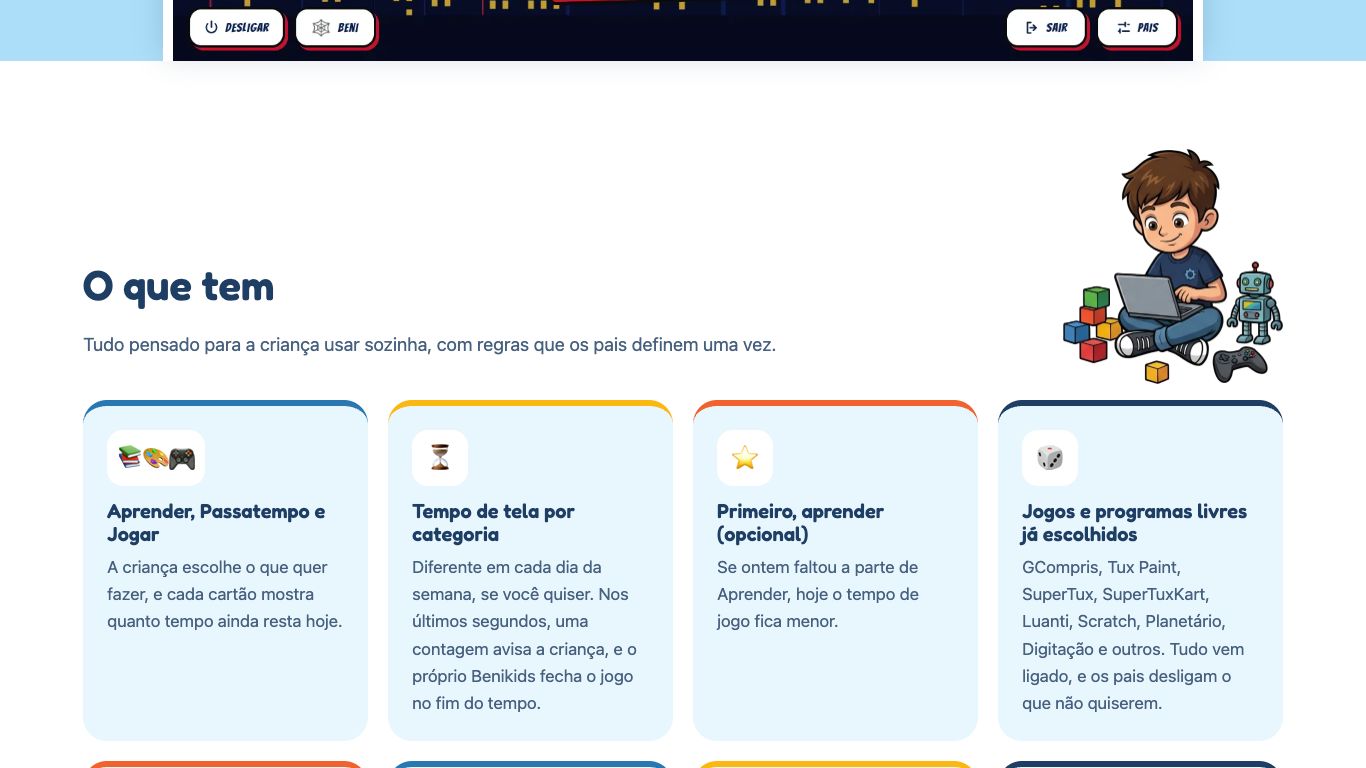 DESLIGAR
BENI
SAIR
PAIS
O que tem
Tudo pensado para a criança usar sozinha, com regras que os pais definem uma vez.
Aprender, Passatempo e
Jogar
A criança escolhe o que quer
fazer, e cada cartão mostra
quanto tempo ainda resta hoje.
Tempo de tela por
categoria
Diferente em cada dia da
semana, se você quiser. Nos
últimos segundos, uma
contagem avisa a criança, e o
próprio Benikids fecha o jogo
no fim do tempo.
Primeiro, aprender
(opcional)
Se ontem faltou a parte de
Aprender, hoje o tempo de
jogo fica menor.
Jogos e programas livres
já escolhidos
GCompris, Tux Paint,
SuperTux, SuperTuxKart,
Luanti, Scratch, Planetário,
Digitação e outros. Tudo vem
ligado, e os pais desligam o
que não quiserem.